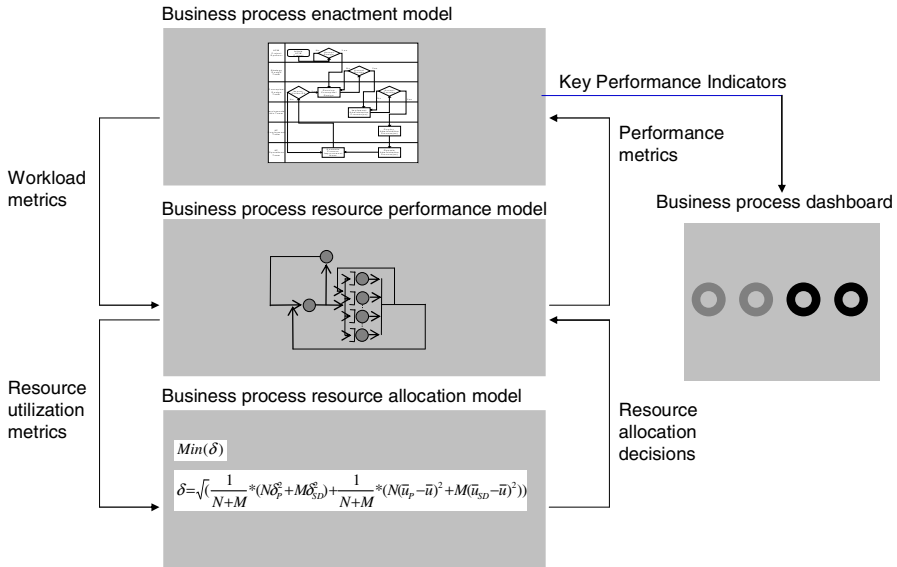 Business process enactment model
Key Performance Indicators
Performance
metrics
Workload
metrics
Business process dashboard
Business process resource performance model
Resource
utilization
metrics
Business process resource allocation model
Resource
allocation
decisions
Min(δ)
δ=√(1/(N+M)*(Nδ_P^2+Mδ_SD^2)+1/(N+M)*(N(u̅_P−u̅)^2+M(u̅_SD−u̅)^2))